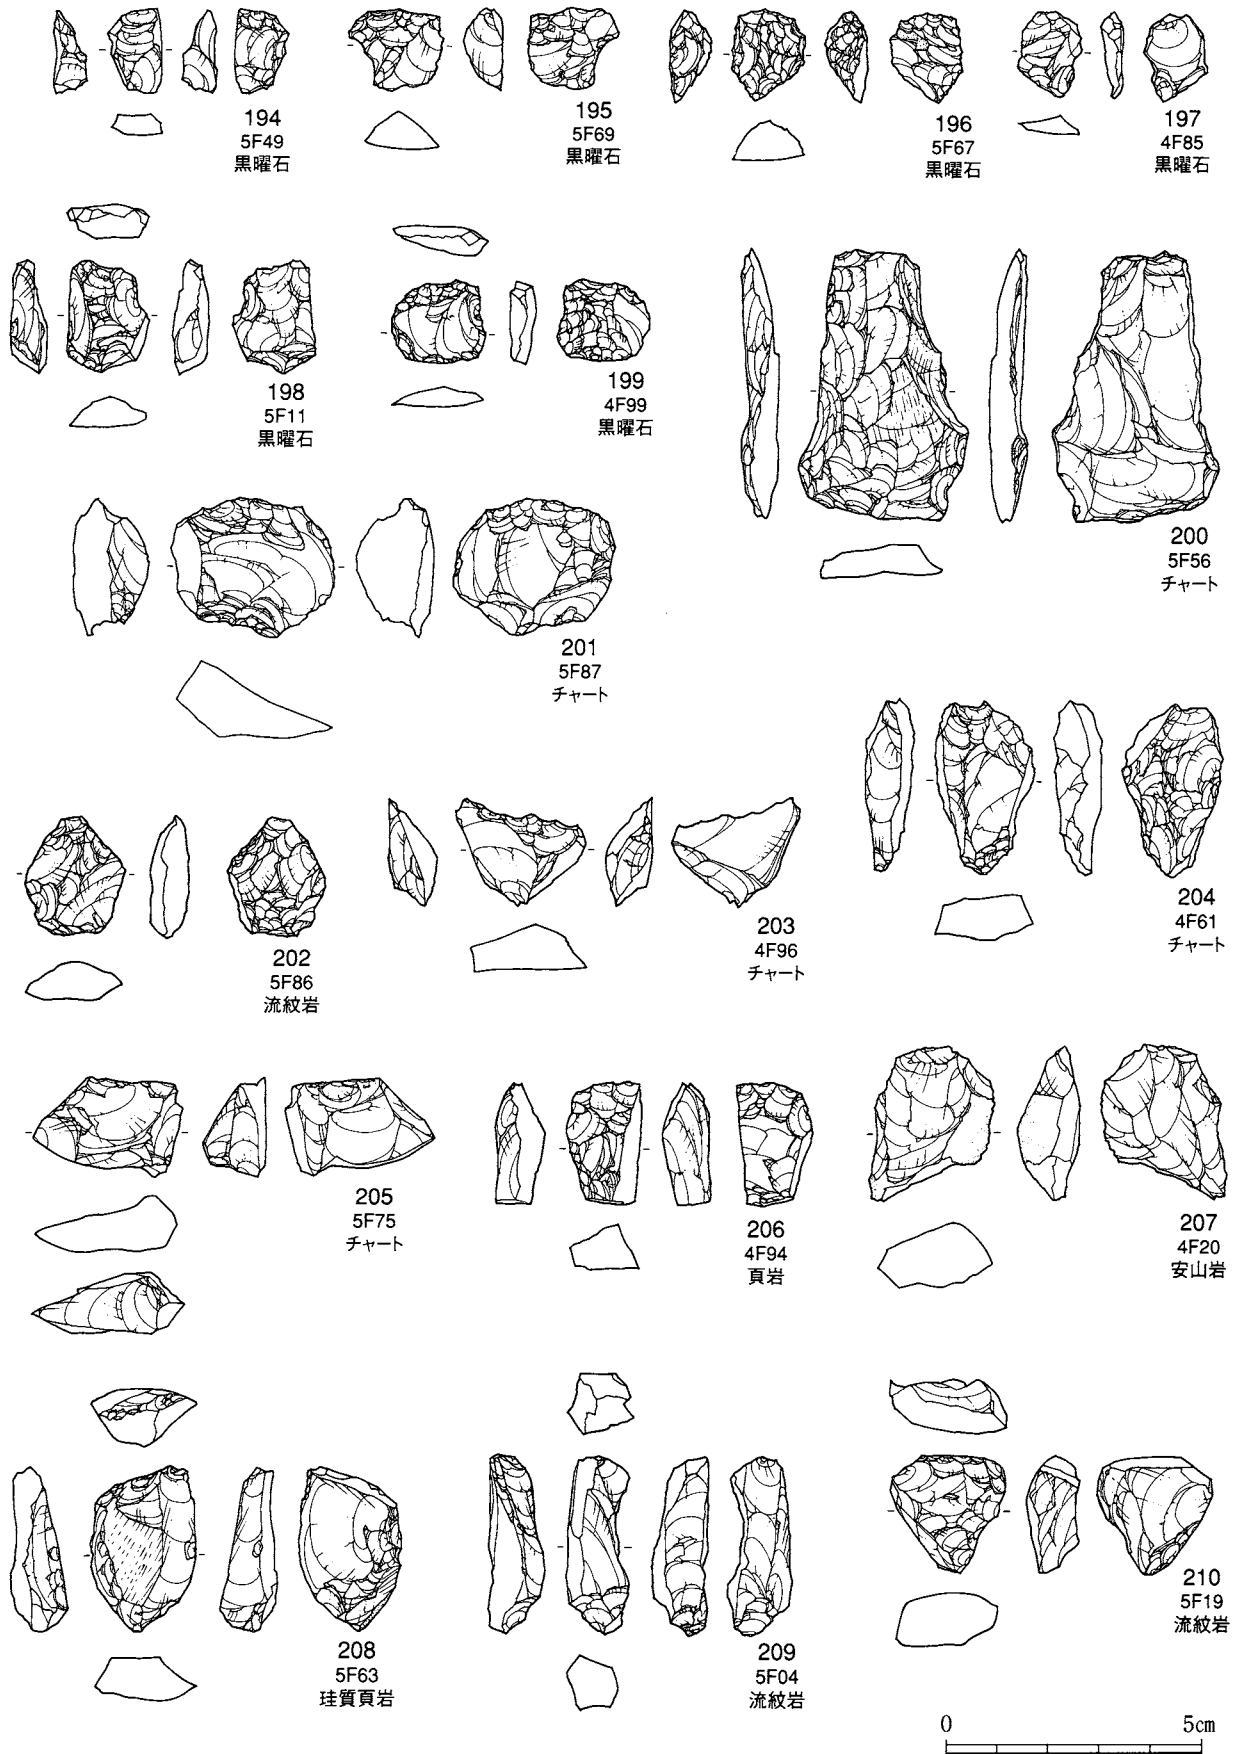 194
5F49
黒曜石
195
5F69
黒曜石
196
5F67
黒曜石
197
4F85
黒曜石
198
5F11
黒曜石
199
4F99
黒曜石
200
5F56
チャート
201
5F87
チャート
202
5F86
流紋岩
203
4F96
チャート
204
4F61
チャート
205
5F75
チャート
206
4F94
頁岩
207
4F20
安山岩
208
5F63
珪質頁岩
209
5F04
流紋岩
210
5F19
流紋岩
0 5cm